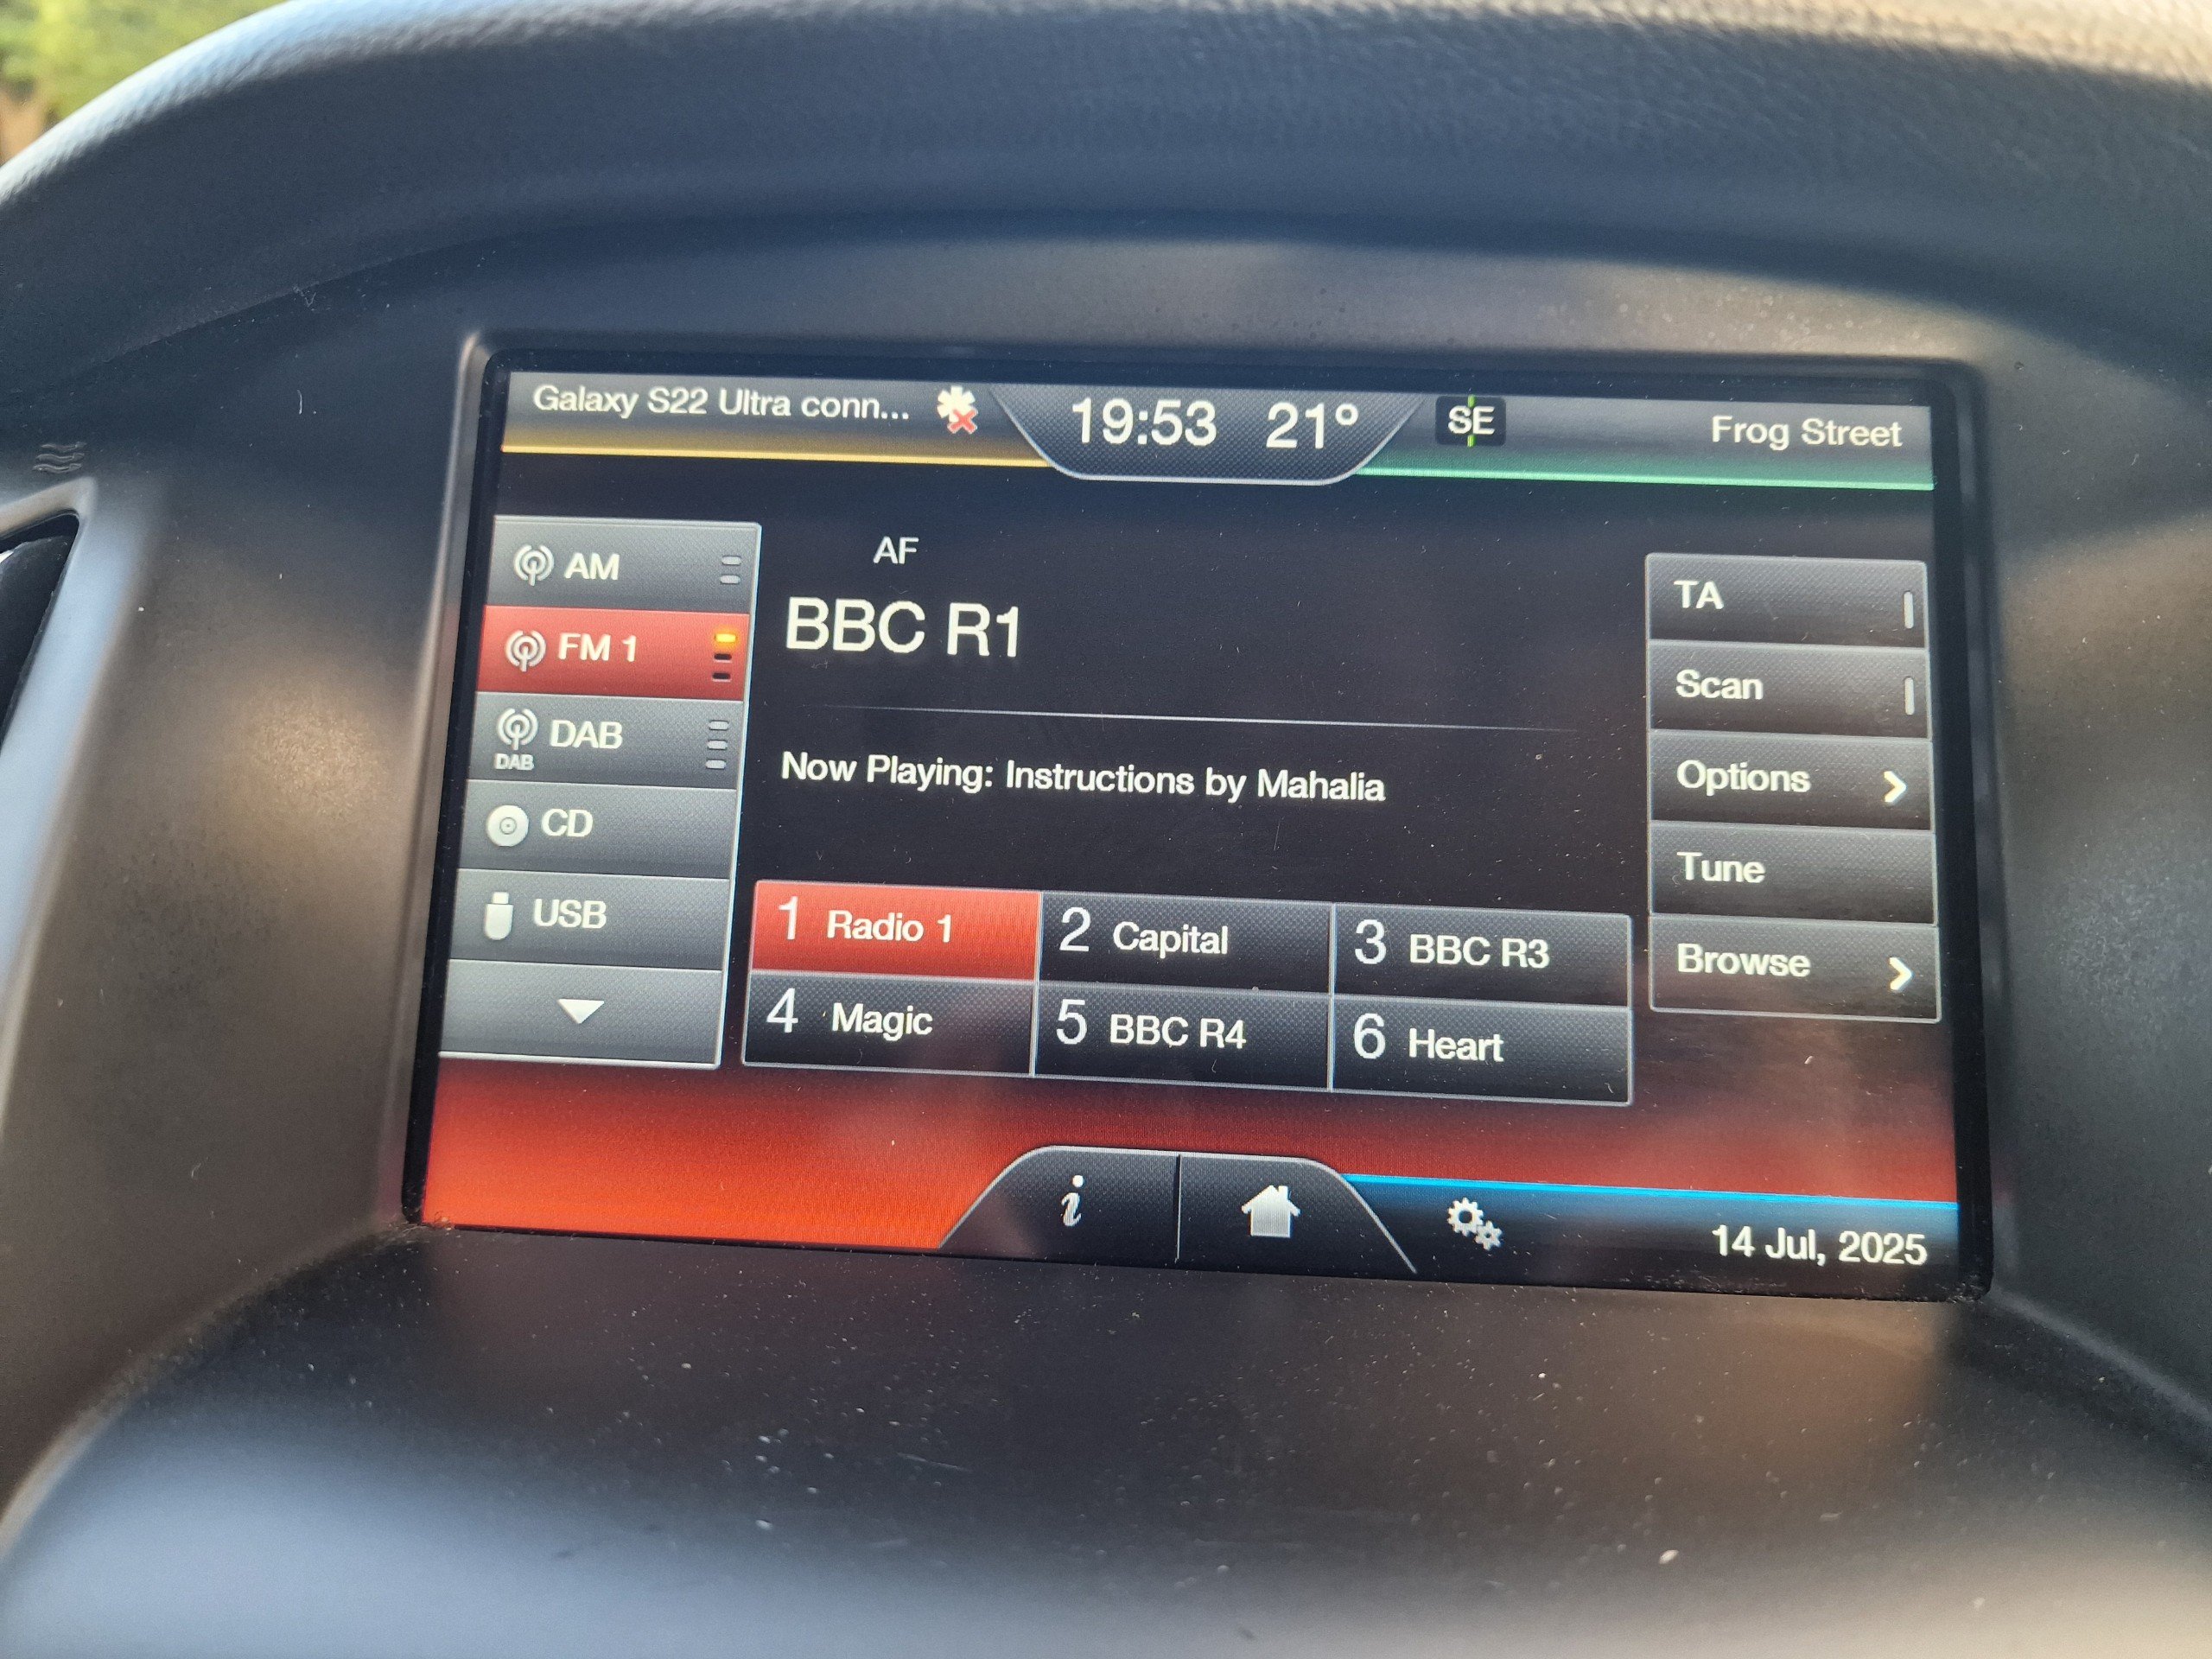 Galaxy S22 Ultra conn...
19:53 21°
SE
Frog Street
AM
FM 1
DAB
DAB
CD
USB
AF
BBC R1
Now Playing: Instructions by Mahalia
1 Radio 1
2 Capital
3 BBC R3
4 Magic
5 BBC R4
6 Heart
TA
Scan
Options
Tune
Browse
i
14 Jul, 2025